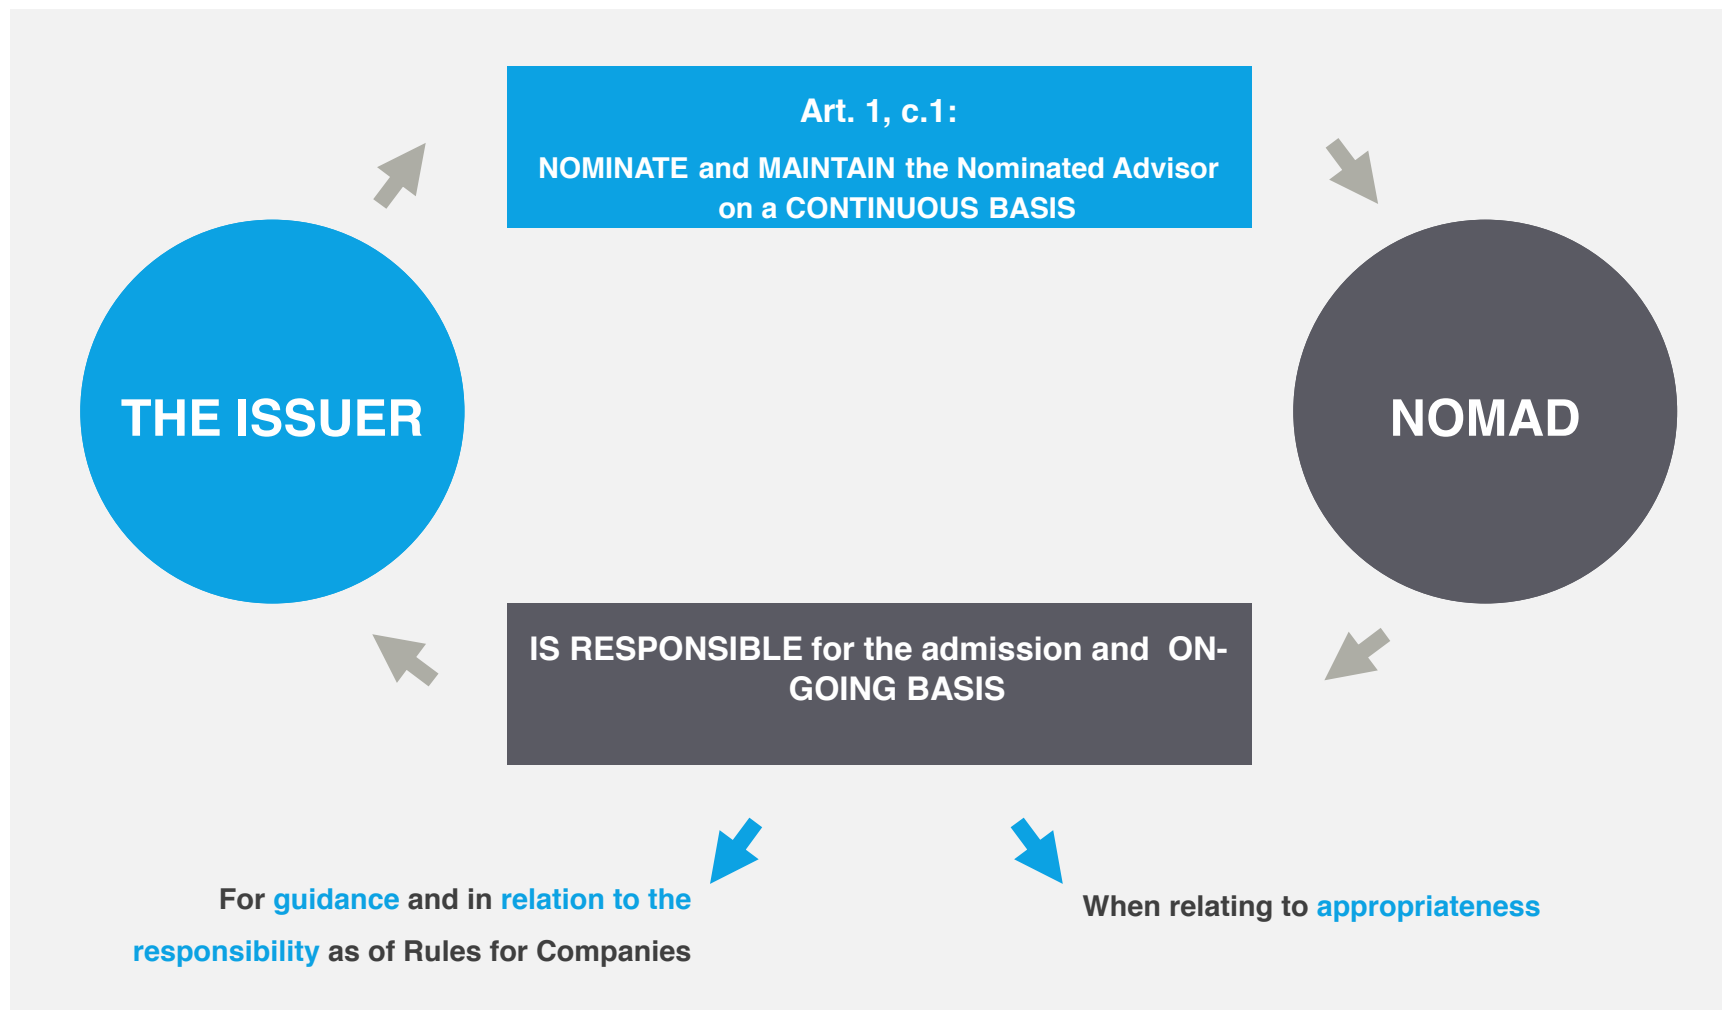 Art. 1, c.1:
NOMINATE and MAINTAIN the Nominated Advisor
on a CONTINUOUS BASIS
THE ISSUER
NOMAD
IS RESPONSIBLE for the admission and  ON-
GOING BASIS
For guidance and in relation to the
responsibility as of Rules for Companies
When relating to appropriateness